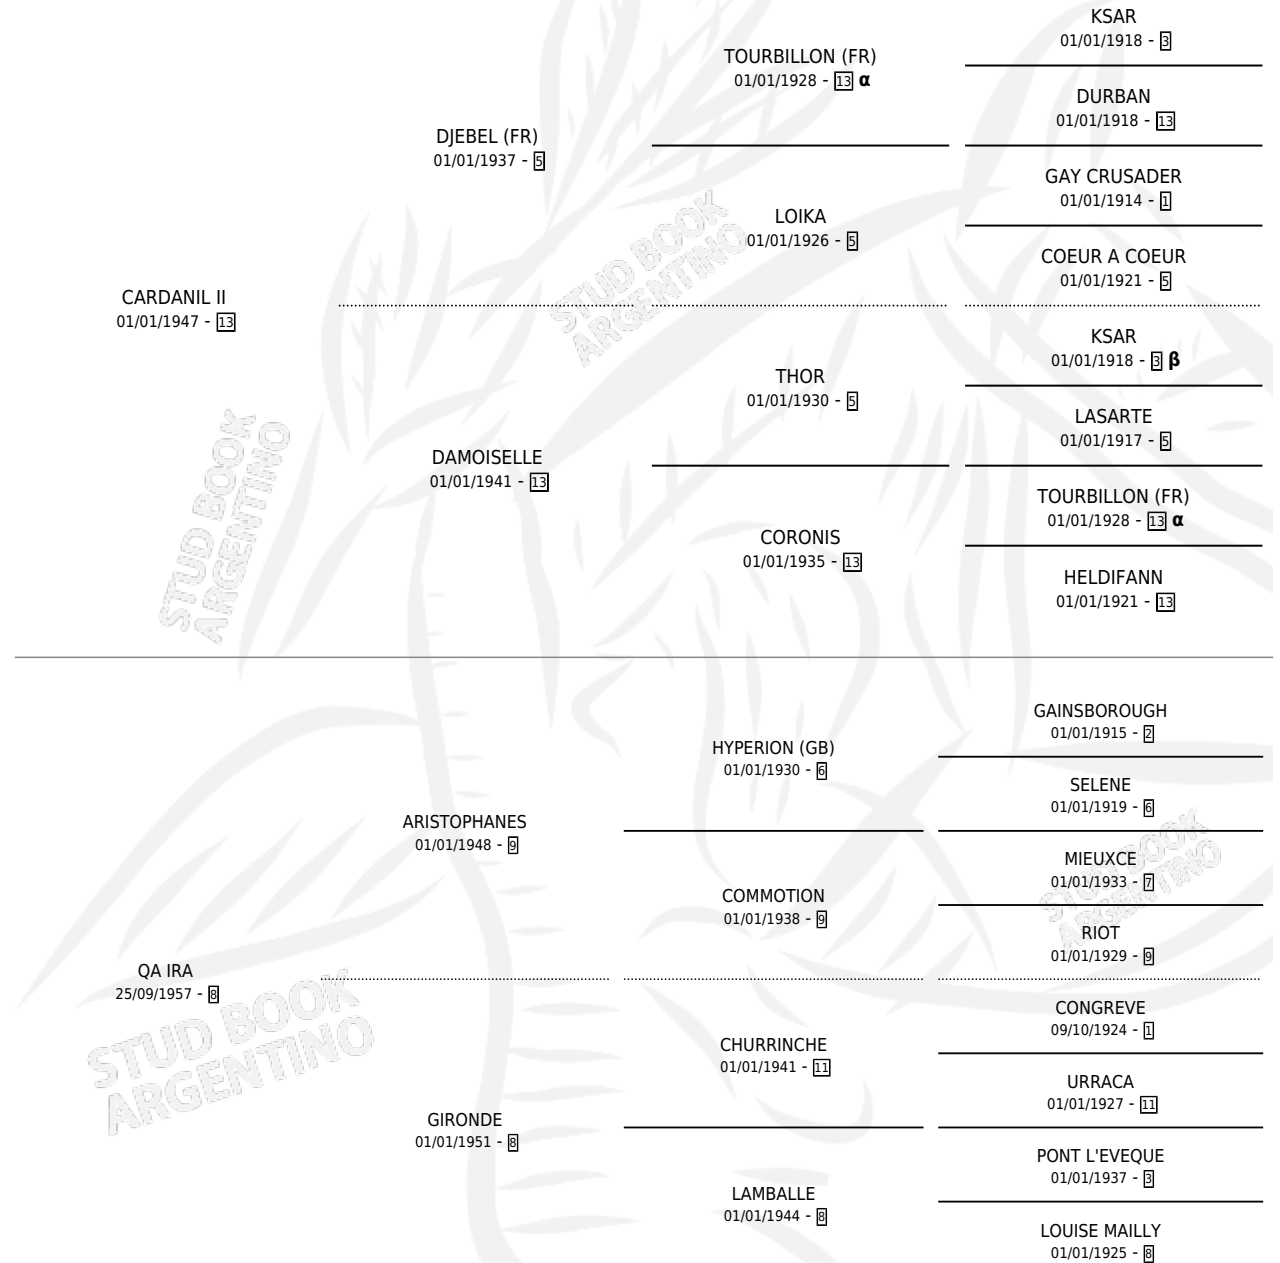 KSAR
01/01/1918 - 3
TOURBILLON (FR)
01/01/1928 - 13 α
DURBAN
01/01/1918 - 13
DJEBEL (FR)
01/01/1937 - 5
GAY CRUSADER
01/01/1914 - 1
LOIKA
01/01/1926 - 5
COEUR A COEUR
01/01/1921 - 5
CARDANIL II
01/01/1947 - 13
KSAR
01/01/1918 - 3 β
THOR
01/01/1930 - 5
LASARTE
01/01/1917 - 5
DAMOISELLE
01/01/1941 - 13
TOURBILLON (FR)
01/01/1928 - 13 α
CORONIS
01/01/1935 - 13
HELDIFANN
01/01/1921 - 13
GAINSBOROUGH
01/01/1915 - 2
HYPERION (GB)
01/01/1930 - 6
SELENE
01/01/1919 - 6
ARISTOPHANES
01/01/1948 - 9
MIEUXCE
01/01/1933 - 7
COMMOTION
01/01/1938 - 9
RIOT
01/01/1929 - 9
QA IRA
25/09/1957 - 8
CONGREVE
09/10/1924 - 1
CHURRINCHE
01/01/1941 - 11
URRACA
01/01/1927 - 11
GIRONDE
01/01/1951 - 8
PONT L'EVEQUE
01/01/1937 - 3
LAMBALLE
01/01/1944 - 8
LOUISE MAILLY
01/01/1925 - 8
STUD BOOK
ARGENTINO
STUD BOOK
ARGENTINO
STUD BOOK
ARGENTINO
STUD BOOK
ARGENTINO